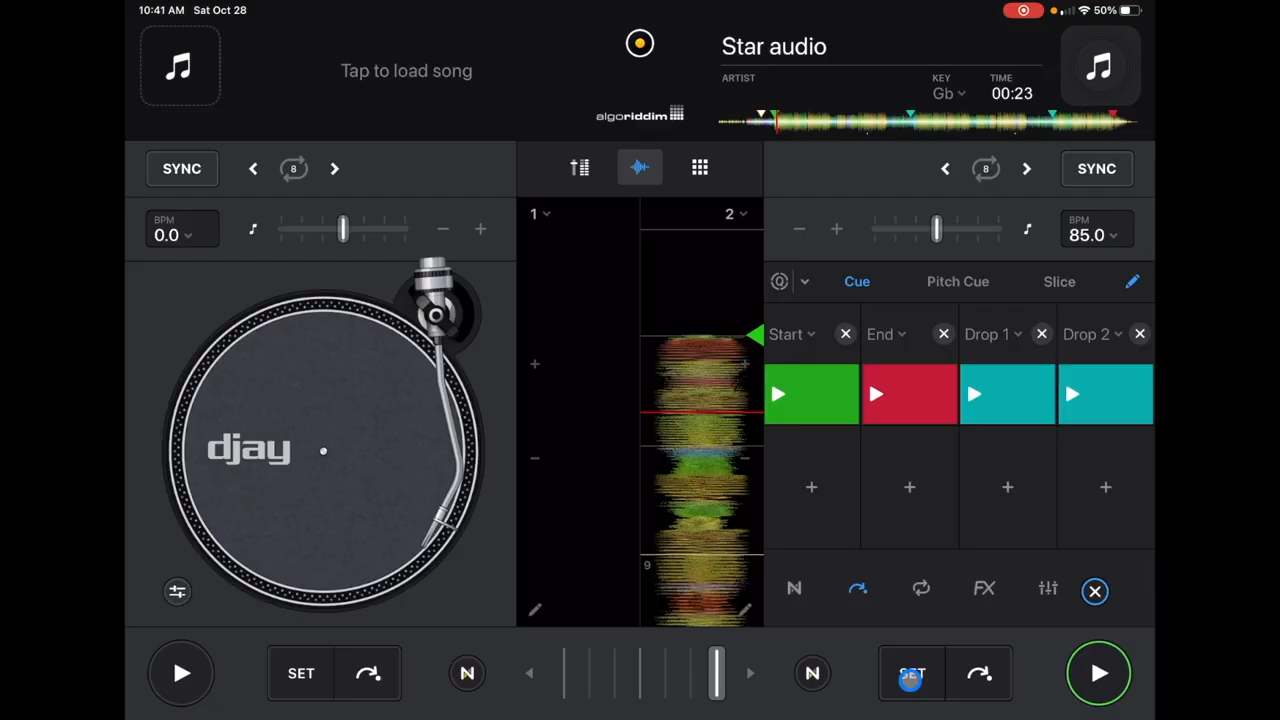 10:41 AM Sat Oct 28
50%
Tap to load song
Star audio
ARTIST
KEY
Gb
TIME
00:23
algoriddim
SYNC
8
8
SYNC
BPM
0.0
1
2
BPM
85.0
Cue
Pitch Cue
Slice
Start
End
Drop 1
Drop 2
djay
9
FX
SET
SET